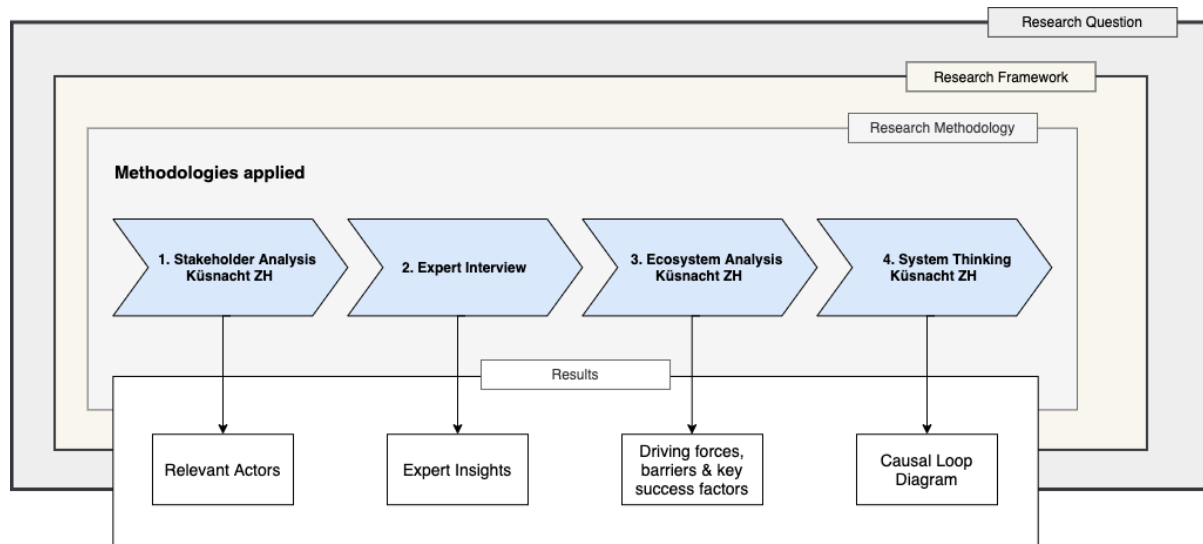 Research Question
Research Framework
Research Methodology
Methodologies applied
1. Stakeholder Analysis
Küsnacht ZH
2. Expert Interview
3. Ecosystem Analysis
Küsnacht ZH
4. System Thinking
Küsnacht ZH
Results
Relevant Actors
Expert Insights
Driving forces,
barriers & key
success factors
Causal Loop
Diagram